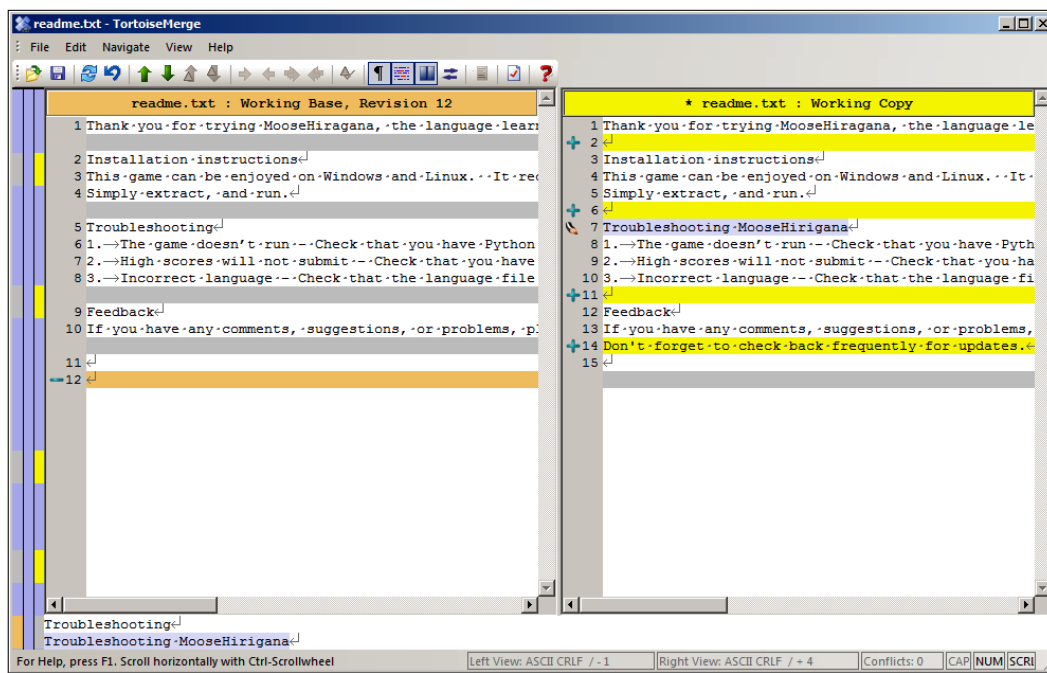 readme.txt - TortoiseMerge
File Edit Navigate View Help
readme.txt : Working Base, Revision 12
1 Thank·you·for·trying·MooseHiragana,·the·language·lear
2 Installation·instructions
3 This·game·can·be·enjoyed·on·Windows·and·Linux.··It·re
4 Simply·extract,·and·run.
5 Troubleshooting
6 1.→The·game·doesn't·run·–·Check·that·you·have·Python
7 2.→High·scores·will·not·submit·–·Check·that·you·have
8 3.→Incorrect·language·–·Check·that·the·language·file
9 Feedback
10 If·you·have·any·comments,·suggestions,·or·problems,·p
11
12
* readme.txt : Working Copy
1 Thank·you·for·trying·MooseHiragana,·the·language·le
2
3 Installation·instructions
4 This·game·can·be·enjoyed·on·Windows·and·Linux.··It·
5 Simply·extract,·and·run.
6
7 Troubleshooting·MooseHirigana
8 1.→The·game·doesn't·run·–·Check·that·you·have·Pyth
9 2.→High·scores·will·not·submit·–·Check·that·you·ha
10 3.→Incorrect·language·–·Check·that·the·language·fi
11
12 Feedback
13 If·you·have·any·comments,·suggestions,·or·problems,
14 Don't·forget·to·check·back·frequently·for·updates.
15
Troubleshooting
Troubleshooting·MooseHirigana
For Help, press F1. Scroll horizontally with Ctrl-Scrollwheel
Left View: ASCII CRLF / - 1
Right View: ASCII CRLF / + 4
Conflicts: 0
CAP NUM SCRL